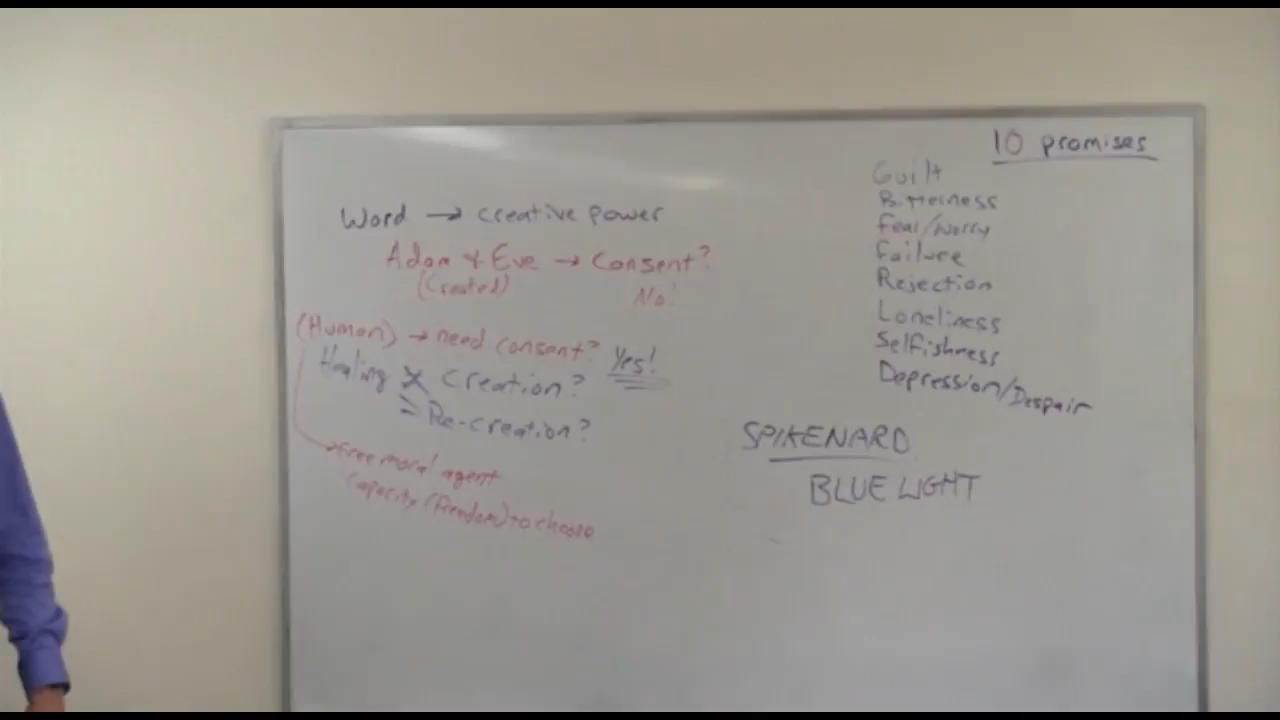 Word → creative power
Adam + Eve → Consent?
(Created)
No!
(Human) → need consent? Yes!
Healing × Creation?
= Re-creation?
→ free moral agent
capacity (freedom) to choose
10 promises
Guilt
Bitterness
Fear/Worry
Failure
Rejection
Loneliness
Selfishness
Depression/Despair
SPIKENARD
BLUE LIGHT